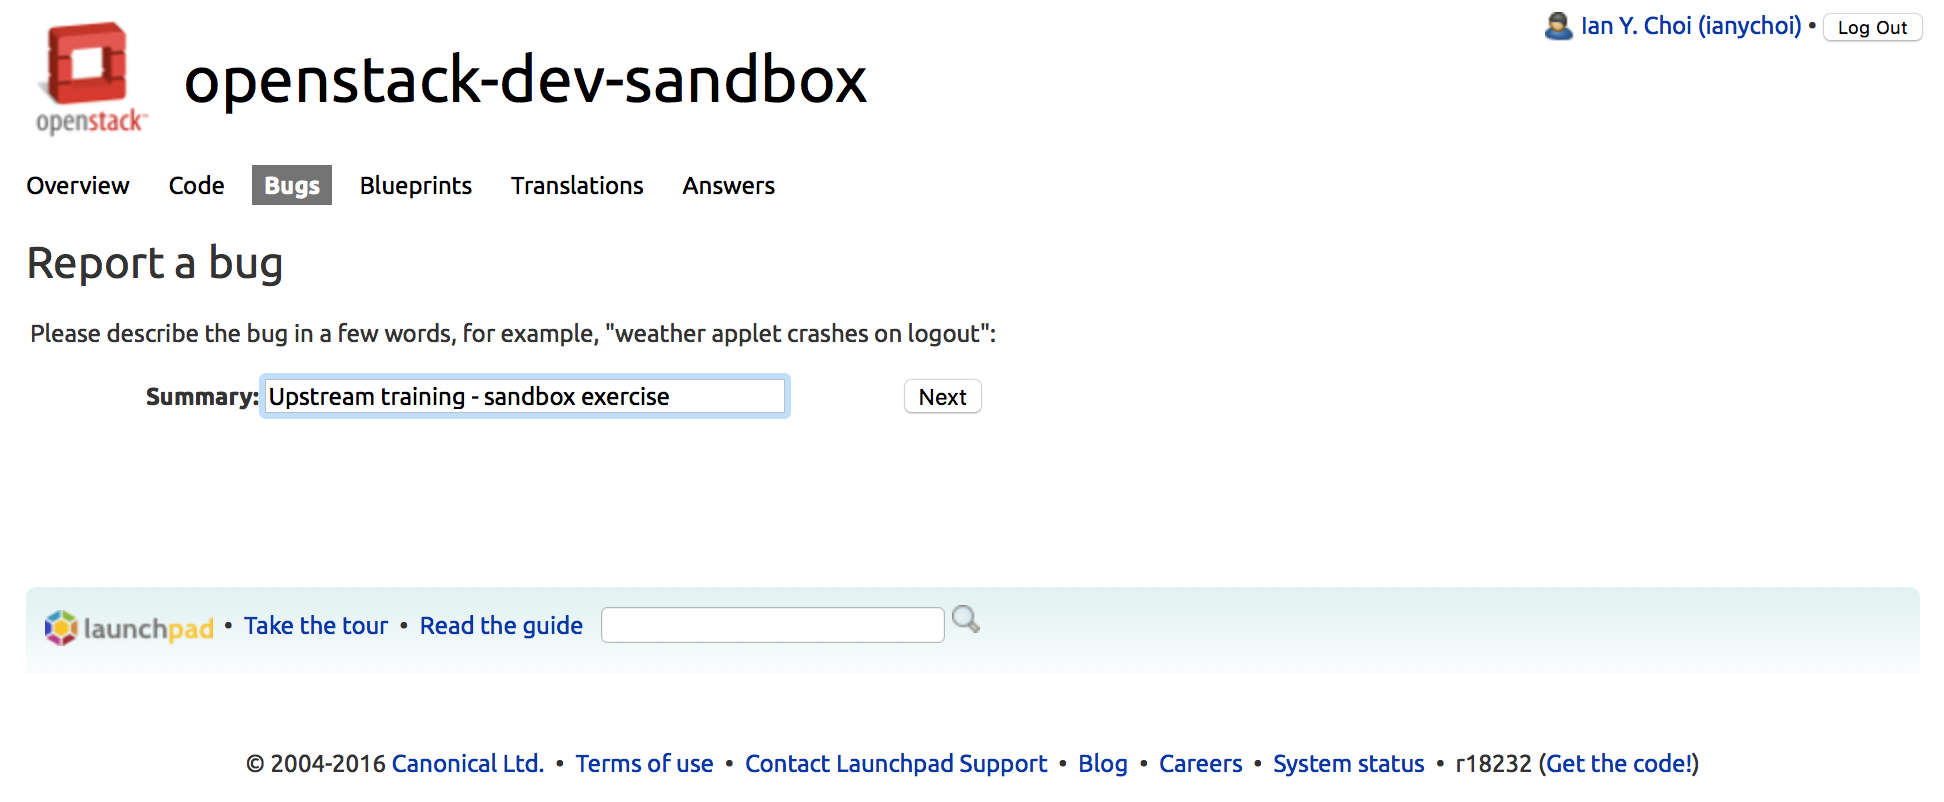 Ian Y. Choi (ianychoi) • Log Out
openstack™
openstack-dev-sandbox
Overview Code Bugs Blueprints Translations Answers
Report a bug
Please describe the bug in a few words, for example, "weather applet crashes on logout":
Summary: Upstream training - sandbox exercise Next
launchpad • Take the tour • Read the guide
© 2004-2016 Canonical Ltd. • Terms of use • Contact Launchpad Support • Blog • Careers • System status • r18232 (Get the code!)